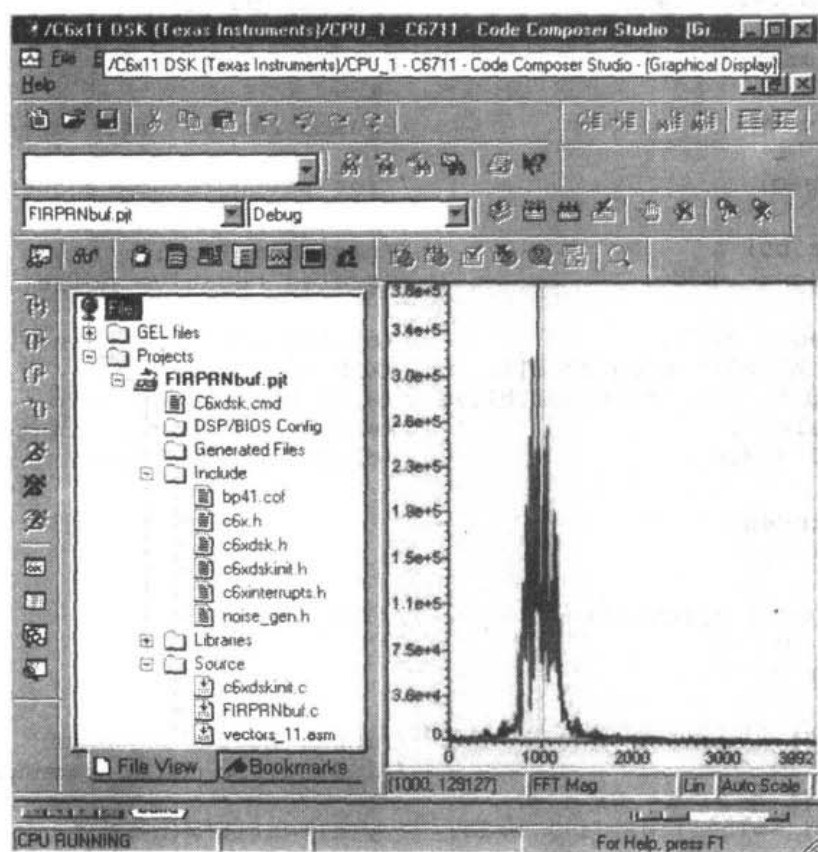 /C6x11 DSK (Texas Instruments)/CPU_1 - C6711 - Code Composer Studio - [Gr...
File
/C6x11 DSK (Texas Instruments)/CPU_1 - C6711 - Code Composer Studio - [Graphical Display]
Help
FIRPRNbuf.pjt
Debug
Files
GEL files
Projects
FIRPRNbuf.pjt
C6xdsk.cmd
DSP/BIOS Config
Generated Files
Include
bp41.cof
c6x.h
c6xdsk.h
c6xdskinit.h
c6xinterrupts.h
noise_gen.h
Libraries
Source
c6xdskinit.c
FIRPRNbuf.c
vectors_11.asm
File View
Bookmarks
3.8e+5
3.4e+5
3.0e+5
2.6e+5
2.3e+5
1.9e+5
1.5e+5
1.1e+5
7.5e+4
3.8e+4
0
0 1000 2000 3000 3992
(1000, 129127) FFT Mag Lin Auto Scale
Build
CPU RUNNING
For Help, press F1